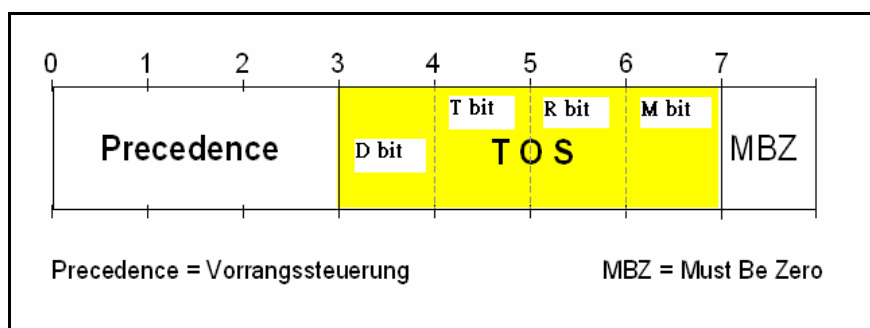 0 1 2 3 4 5 6 7
T bit R bit M bit
Precedence D bit T O S MBZ
Precedence = Vorrangssteuerung MBZ = Must Be Zero